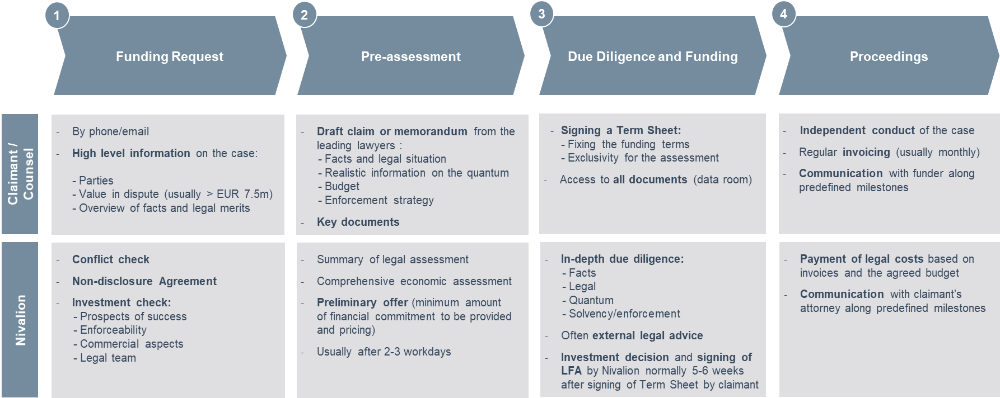 1
Funding Request
2
Pre-assessment
3
Due Diligence and Funding
4
Proceedings
Claimant /
Counsel
- By phone/email
- High level information on the case:
- Parties
- Value in dispute (usually > EUR 7.5m)
- Overview of facts and legal merits
- Draft claim or memorandum from the
leading lawyers :
- Facts and legal situation
- Realistic information on the quantum
- Budget
- Enforcement strategy
- Key documents
- Signing a Term Sheet:
- Fixing the funding terms
- Exclusivity for the assessment
- Access to all documents (data room)
- Independent conduct of the case
- Regular invoicing (usually monthly)
- Communication with funder along
predefined milestones
Nivalion
- Conflict check
- Non-disclosure Agreement
- Investment check:
- Prospects of success
- Enforceability
- Commercial aspects
- Legal team
- Summary of legal assessment
- Comprehensive economic assessment
- Preliminary offer (minimum amount
of financial commitment to be provided
and pricing)
- Usually after 2-3 workdays
- In-depth due diligence:
- Facts
- Legal
- Quantum
- Solvency/enforcement
- Often external legal advice
- Investment decision and signing of
LFA by Nivalion normally 5-6 weeks
after signing of Term Sheet by claimant
- Payment of legal costs based on
invoices and the agreed budget
- Communication with claimant's
attorney along predefined milestones